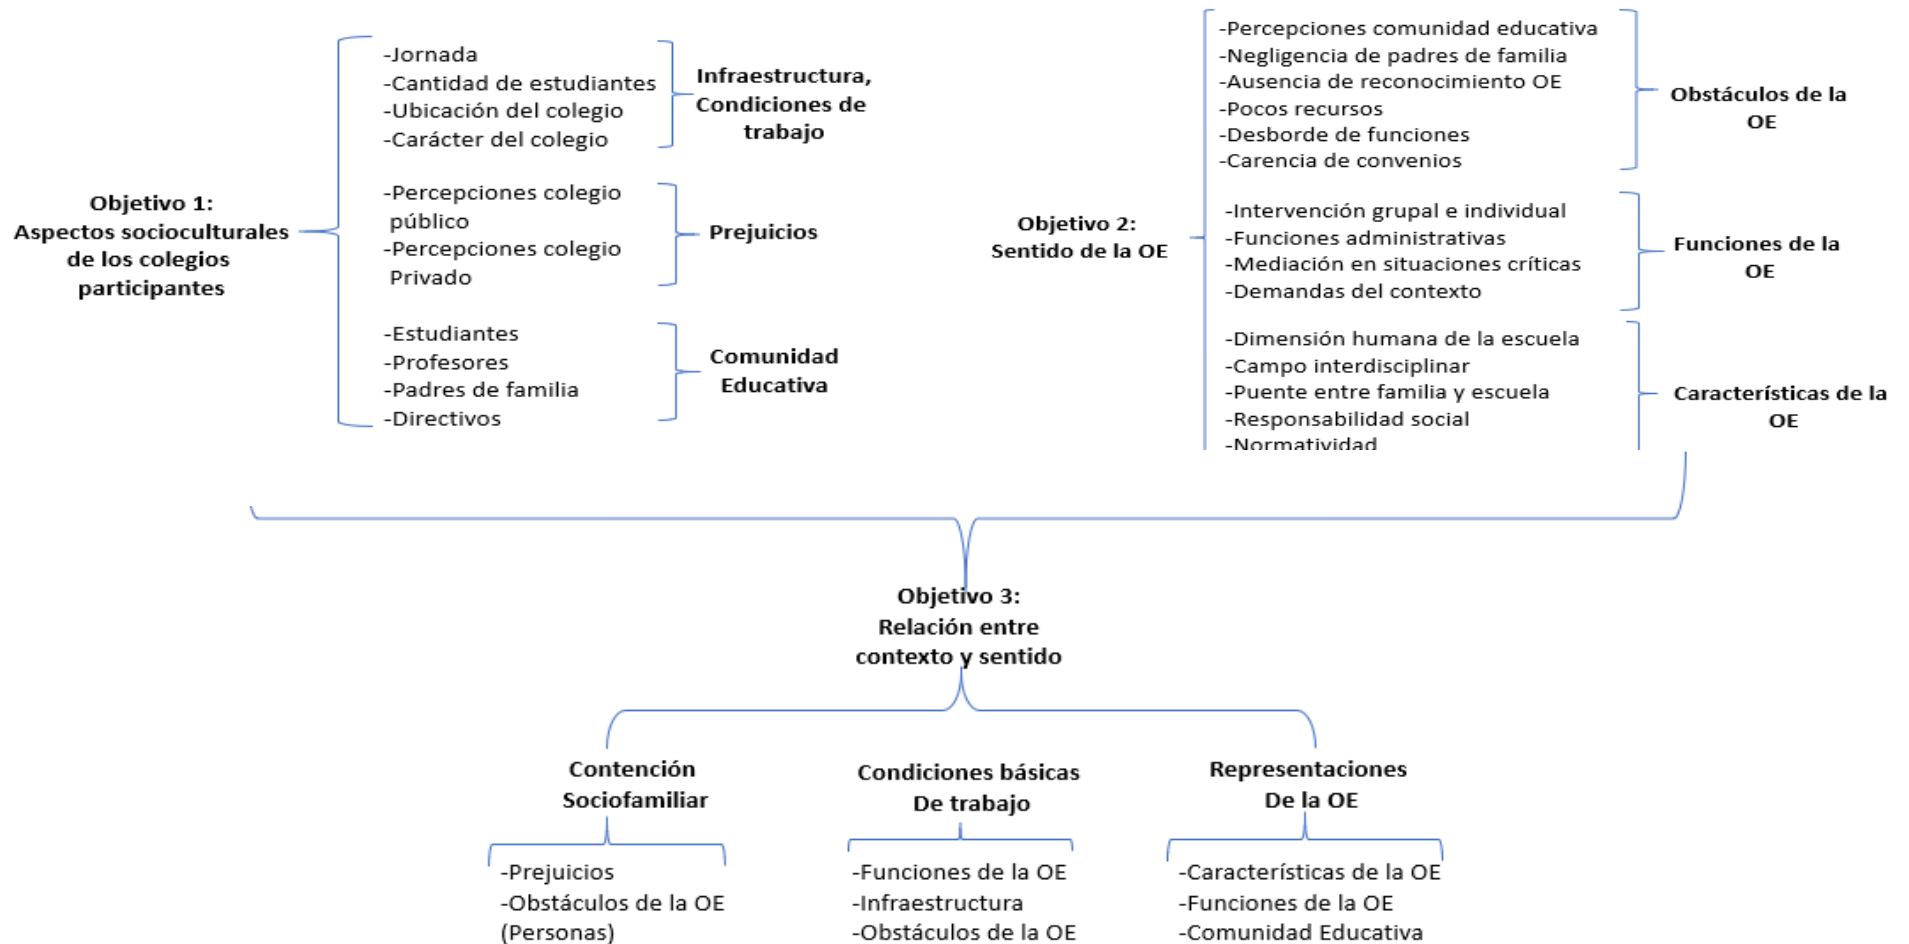 Objetivo 1:
Aspectos socioculturales
de los colegios
participantes
-Jornada
-Cantidad de estudiantes
-Ubicación del colegio
-Carácter del colegio
Infraestructura,
Condiciones de
trabajo
-Percepciones colegio
público
-Percepciones colegio
Privado
Prejuicios
-Estudiantes
-Profesores
-Padres de familia
-Directivos
Comunidad
Educativa
Objetivo 2:
Sentido de la OE
-Percepciones comunidad educativa
-Negligencia de padres de familia
-Ausencia de reconocimiento OE
-Pocos recursos
-Desborde de funciones
-Carencia de convenios
Obstáculos de la
OE
-Intervención grupal e individual
-Funciones administrativas
-Mediación en situaciones críticas
-Demandas del contexto
Funciones de la
OE
-Dimensión humana de la escuela
-Campo interdisciplinar
-Puente entre familia y escuela
-Responsabilidad social
-Normatividad
Características de la
OE
Objetivo 3:
Relación entre
contexto y sentido
Contención
Sociofamiliar
-Prejuicios
-Obstáculos de la OE
(Personas)
Condiciones básicas
De trabajo
-Funciones de la OE
-Infraestructura
-Obstáculos de la OE
Representaciones
De la OE
-Características de la OE
-Funciones de la OE
-Comunidad Educativa